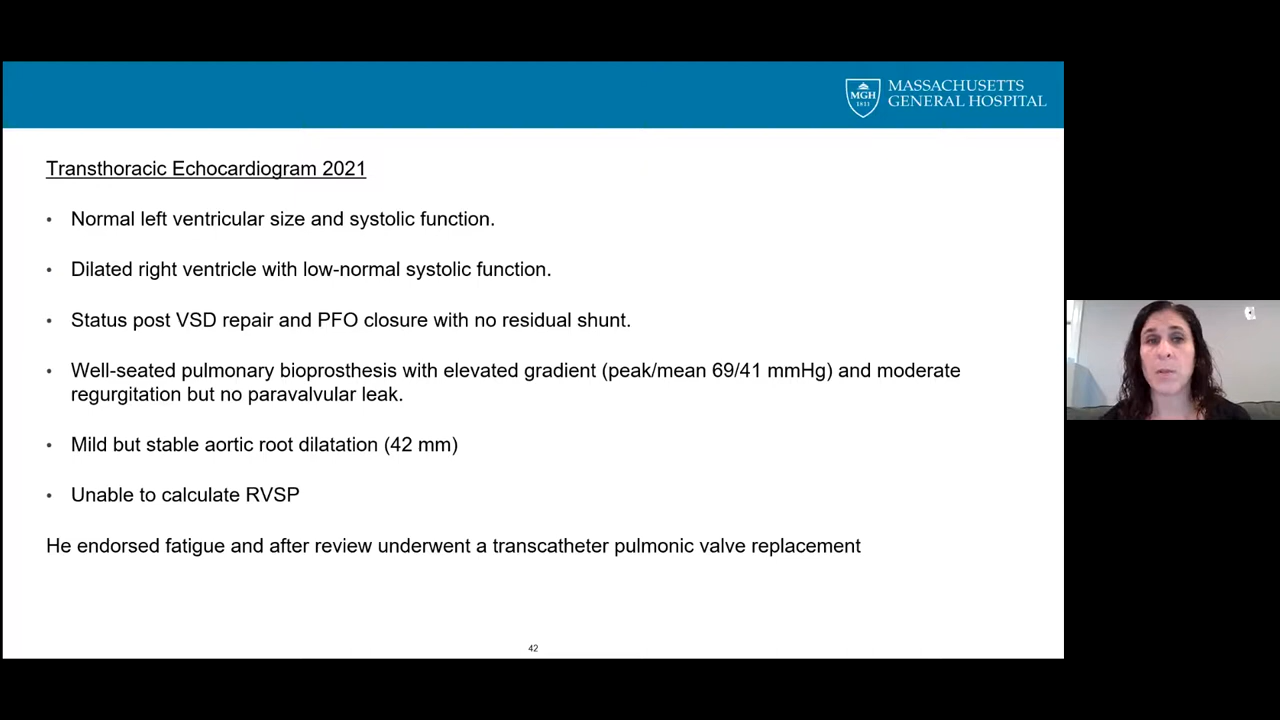 MASSACHUSETTS
GENERAL HOSPITAL
MGH
1811
Transthoracic Echocardiogram 2021
• Normal left ventricular size and systolic function.
• Dilated right ventricle with low-normal systolic function.
• Status post VSD repair and PFO closure with no residual shunt.
• Well-seated pulmonary bioprosthesis with elevated gradient (peak/mean 69/41 mmHg) and moderate
regurgitation but no paravalvular leak.
• Mild but stable aortic root dilatation (42 mm)
• Unable to calculate RVSP
He endorsed fatigue and after review underwent a transcatheter pulmonic valve replacement
42